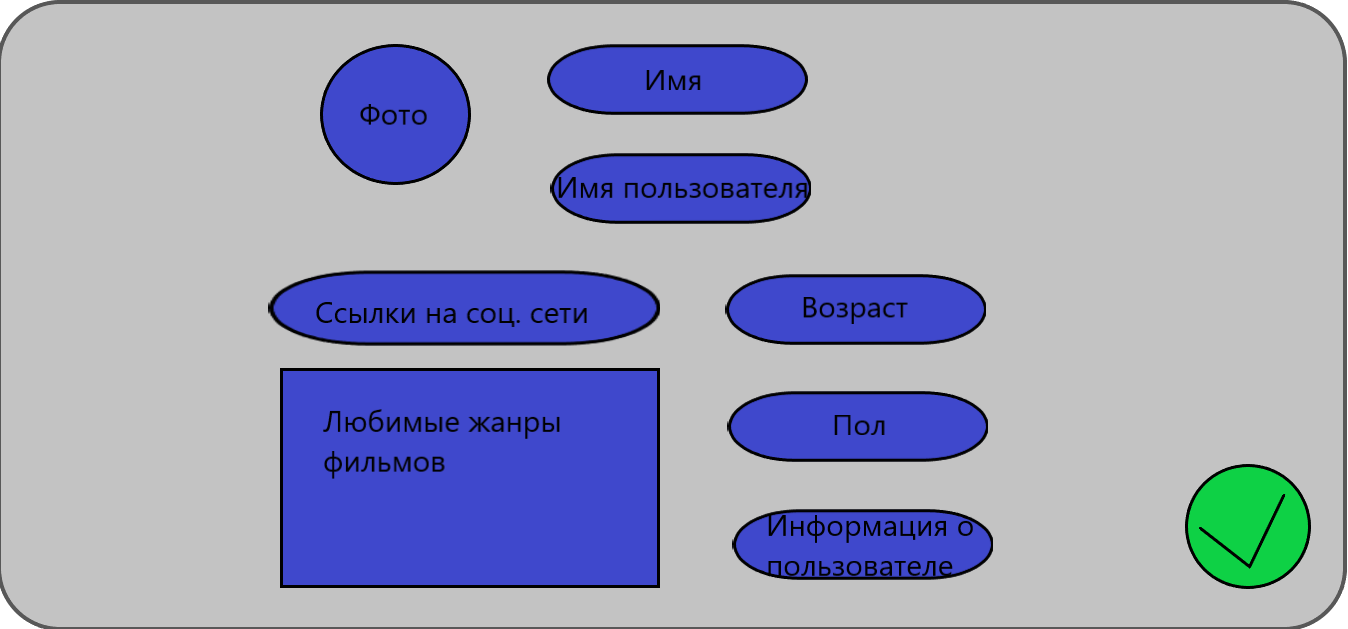 Фото
Имя
Имя пользователя
Ссылки на соц. сети
Возраст
Любимые жанры
фильмов
Пол
Информация о
пользователе